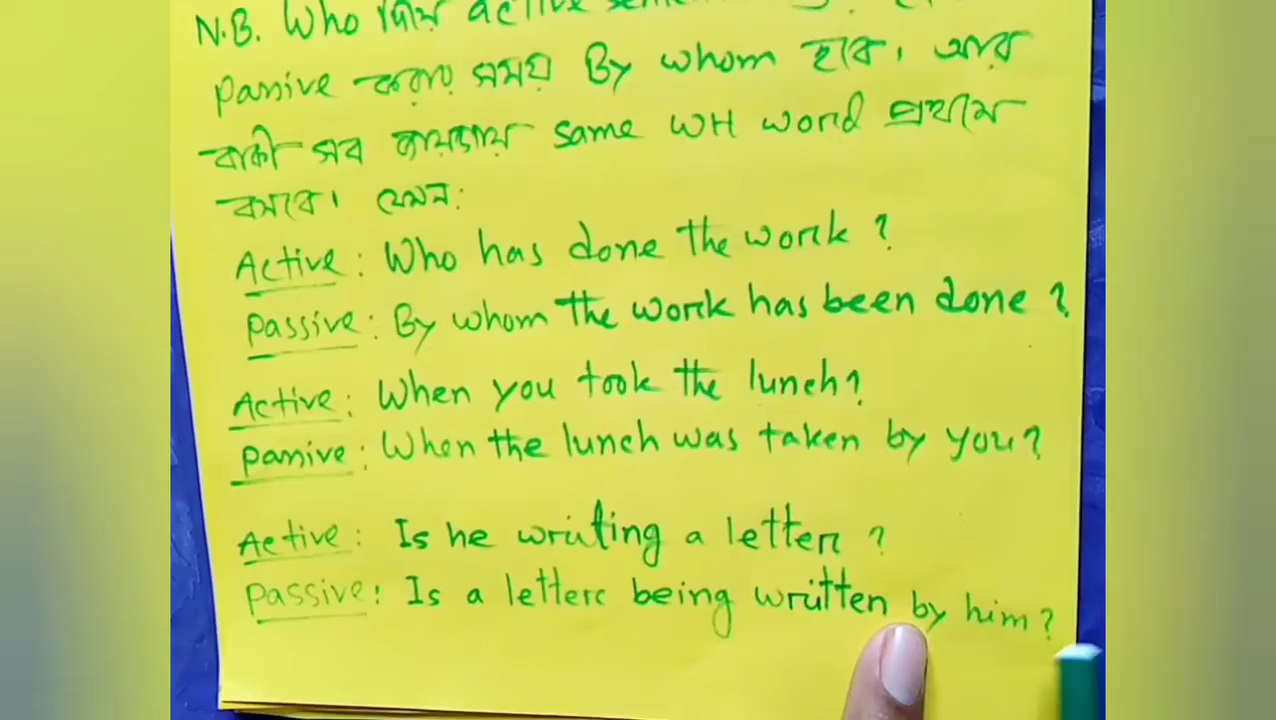 N.B. Who দিয়ে active
Passive করার সময় By whom হবে। আর
বাকী সব জায়গায় same WH word প্রথমে
বসবে। যেমন:
Active: Who has done the work?
Passive: By whom the work has been done?
Active: When you took the lunch?
Passive: When the lunch was taken by you?
Active: Is he writing a letter?
Passive: Is a letter being written by him?